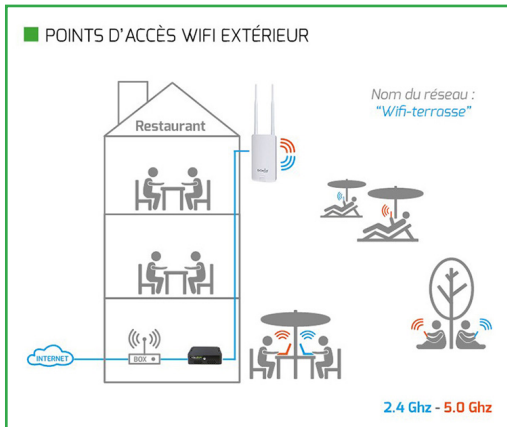 POINTS D'ACCÈS WIFI EXTÉRIEUR
Nom du réseau :
"Wifi-terrasse"
Restaurant
INTERNET
BOX
2.4 Ghz - 5.0 Ghz